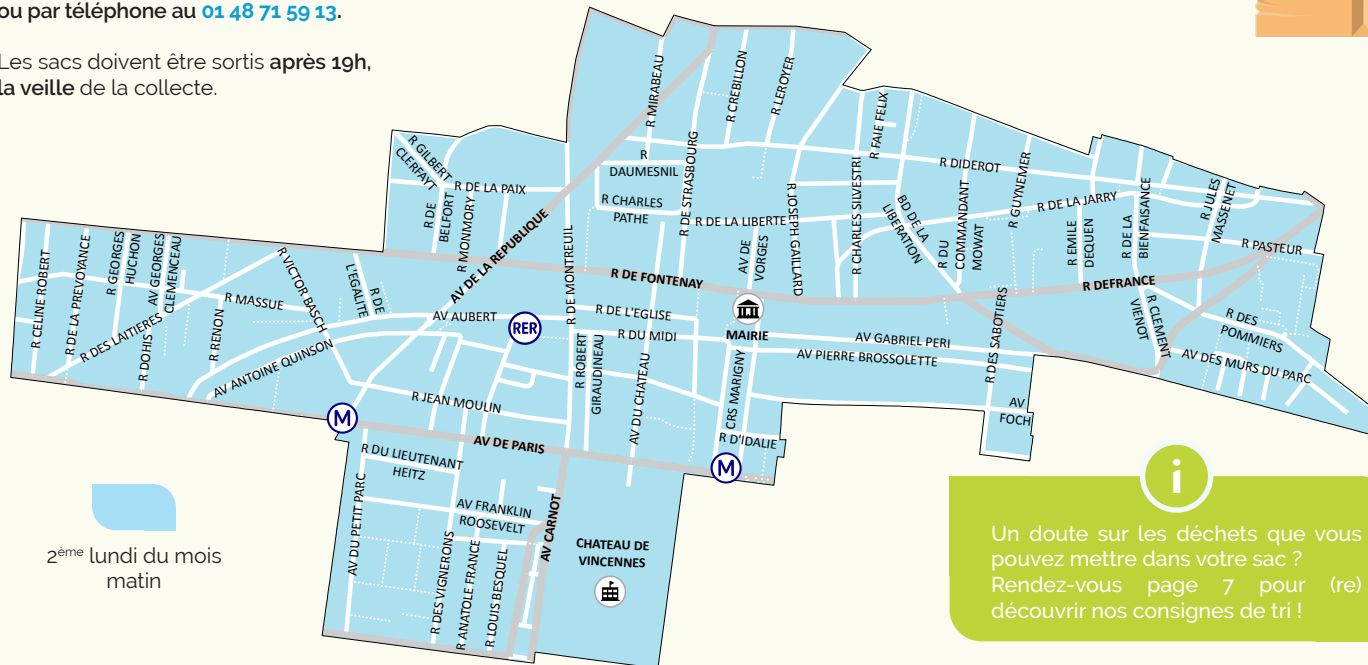 ou par téléphone au 01 48 71 59 13.
Les sacs doivent être sortis après 19h,
la veille de la collecte.
R MIRABEAU
R CREBILLON
R LEROYER
R FAIE FELIX
R GILBERT
CLERFAYT
R DE LA PAIX
R DE
BELFORT
R MONMORY
R
DAUMESNIL
R CHARLES
PATHE
R DE STRASBOURG
R DE LA LIBERTE
R JOSEPH GAILLARD
R CHARLES SILVESTRI
BD DE LA
LIBERATION
R DIDEROT
R DU
COMMANDANT
MOWAT
R GUYNEMER
R DE LA JARRY
R EMILE
DEQUEN
R DE LA
BIENFAISANCE
R JULES
MASSENET
R PASTEUR
R CELINE ROBERT
R DE LA PREVOYANCE
R GEORGES
HUCHON
AV GEORGES
CLEMENCEAU
R DES LAITIERES
R DOHIS
R RENON
R MASSUE
R VICTOR BASCH
R DE
L'EGALITE
AV ANTOINE QUINSON
AV AUBERT
AV DE LA REPUBLIQUE
RER
R DE MONTREUIL
R DE FONTENAY
AV DE
VORGES
R DE L'EGLISE
R DU MIDI
MAIRIE
AV GABRIEL PERI
AV PIERRE BROSSOLETTE
R DEFRANCE
R DES SABOTIERS
R CLEMENT
VIENOT
R DES
POMMIERS
AV DES MURS DU PARC
AV
FOCH
R ROBERT
GIRAUDINEAU
AV DU CHATEAU
CRS MARIGNY
R D'IDALIE
R JEAN MOULIN
M
AV DE PARIS
M
R DU LIEUTENANT
HEITZ
AV DU PETIT PARC
AV FRANKLIN
ROOSEVELT
R DES VIGNERONS
R ANATOLE FRANCE
R LOUIS BESQUEL
AV CARNOT
CHATEAU DE
VINCENNES
2ème lundi du mois
matin
i
Un doute sur les déchets que vous
pouvez mettre dans votre sac ?
Rendez-vous page 7 pour (re)
découvrir nos consignes de tri !